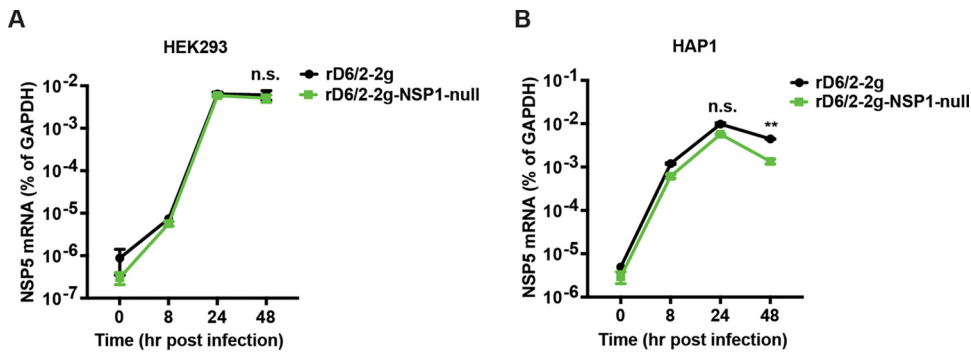 A
HEK293
NSP5 mRNA (% of GAPDH)
10-2
10-3
10-4
10-5
10-6
10-7
n.s.
rD6/2-2g
rD6/2-2g-NSP1-null
0 8 24 48
Time (hr post infection)
B
HAP1
NSP5 mRNA (% of GAPDH)
10-1
10-2
10-3
10-4
10-5
10-6
n.s.
**
rD6/2-2g
rD6/2-2g-NSP1-null
0 8 24 48
Time (hr post infection)